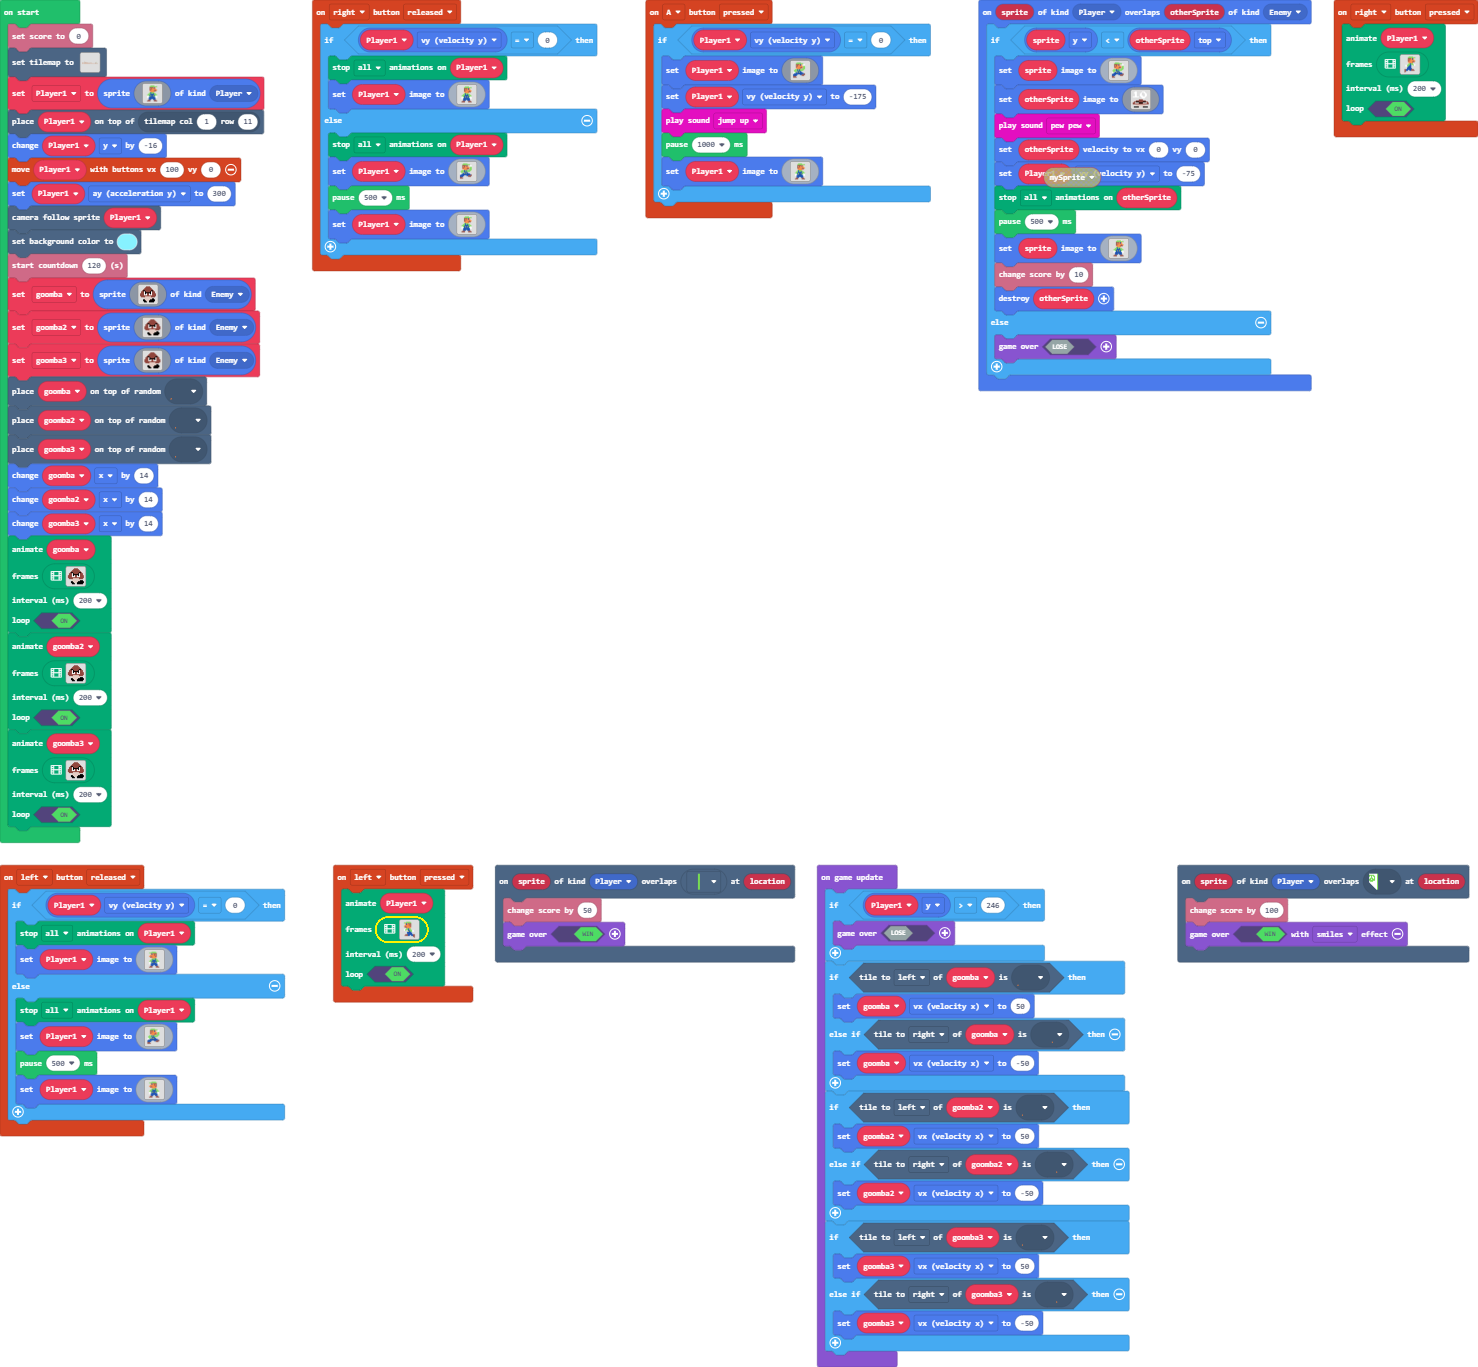 on start
set score to 0
set tilemap to
set Player1 to sprite of kind Player
place Player1 on top of tilemap col 1 row 11
change Player1 y by -16
move Player1 with buttons vx 100 vy 0
set Player1 ay (acceleration y) to 300
camera follow sprite Player1
set background color to
start countdown 120 (s)
set goomba to sprite of kind Enemy
set goomba2 to sprite of kind Enemy
set goomba3 to sprite of kind Enemy
place goomba on top of random
place goomba2 on top of random
place goomba3 on top of random
change goomba x by 14
change goomba2 x by 14
change goomba3 x by 14
animate goomba
frames
interval (ms) 200
loop ON
animate goomba2
frames
interval (ms) 200
loop ON
animate goomba3
frames
interval (ms) 200
loop ON
on right button released
if Player1 vy (velocity y) = 0 then
stop all animations on Player1
set Player1 image to
else
stop all animations on Player1
set Player1 image to
pause 500 ms
set Player1 image to
on A button pressed
if Player1 vy (velocity y) = 0 then
set Player1 image to
set Player1 vy (velocity y) to -175
play sound jump up
pause 1000 ms
set Player1 image to
on sprite of kind Player overlaps otherSprite of kind Enemy
if sprite y < otherSprite top then
set sprite image to
set otherSprite image to
play sound pew pew
set otherSprite velocity to vx 0 vy 0
set mySprite velocity y) to -75
stop all animations on otherSprite
pause 500 ms
set sprite image to
change score by 10
destroy otherSprite
else
game over LOSE
on right button pressed
animate Player1
frames
interval (ms) 200
loop ON
on left button released
if Player1 vy (velocity y) = 0 then
stop all animations on Player1
set Player1 image to
else
stop all animations on Player1
set Player1 image to
pause 500 ms
set Player1 image to
on left button pressed
animate Player1
frames
interval (ms) 200
loop ON
on sprite of kind Player overlaps at location
change score by 50
game over WIN
on game update
if Player1 y > 246 then
game over LOSE
if tile to left of goomba is then
set goomba vx (velocity x) to 50
else if tile to right of goomba is then
set goomba vx (velocity x) to -50
if tile to left of goomba2 is then
set goomba2 vx (velocity x) to 50
else if tile to right of goomba2 is then
set goomba2 vx (velocity x) to -50
if tile to left of goomba3 is then
set goomba3 vx (velocity x) to 50
else if tile to right of goomba3 is then
set goomba3 vx (velocity x) to -50
on sprite of kind Player overlaps at location
change score by 100
game over WIN with smiles effect